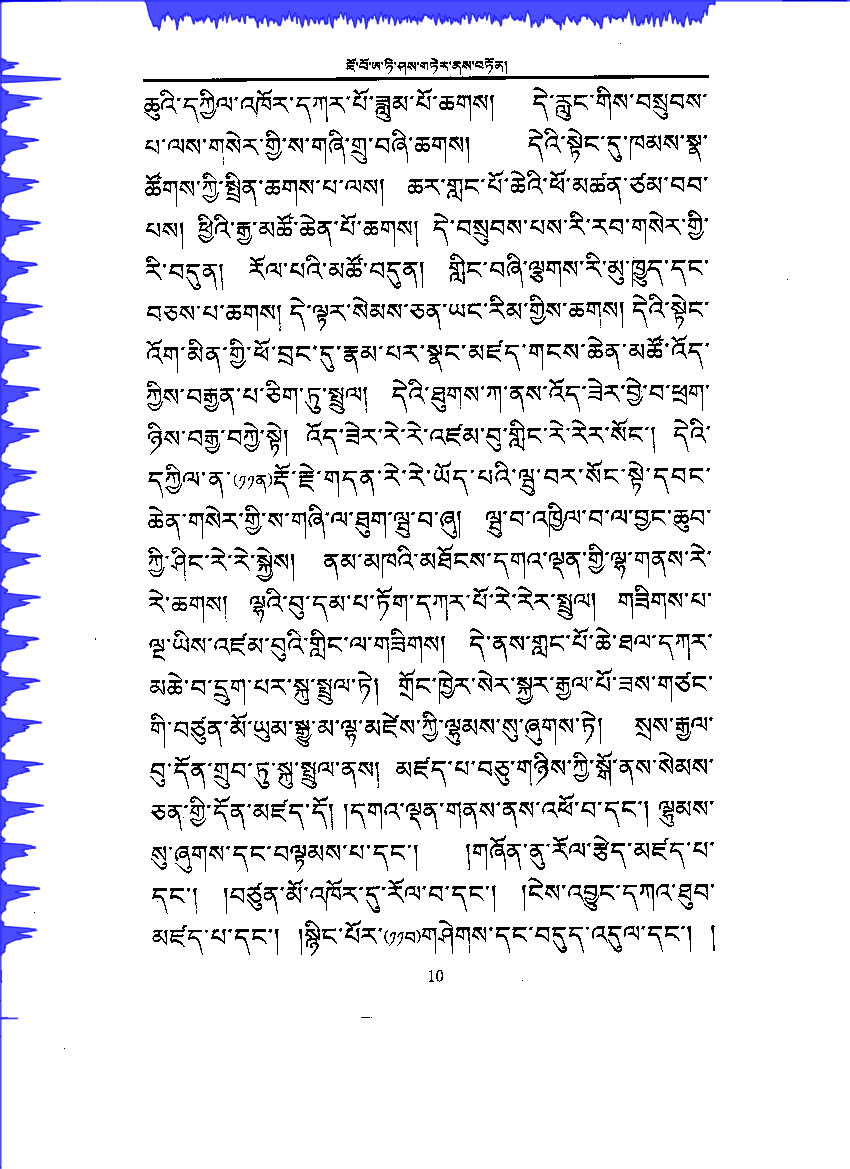 ཇོ་བོ་ཨ་ཏི་ཤས་གཏེར་ནས་བཏོན།
ཆུའི་དཀྱིལ་འཁོར་དཀར་པོ་ཟླུམ་པོ་ཆགས། དེ་རླུང་གིས་བསྲུབས་
པ་ལས་གསེར་གྱི་ས་གཞི་གྲུ་བཞི་ཆགས། དེའི་སྟེང་དུ་ཁམས་སྣ་
ཚོགས་ཀྱི་སྤྲིན་ཆགས་པ་ལས། ཆར་གླང་པོ་ཆེའི་ཕོ་མཚན་ཙམ་བབ་
པས། ཕྱིའི་རྒྱ་མཚོ་ཆེན་པོ་ཆགས། དེ་བསྲུབས་པས་རི་རབ་གསེར་གྱི་
རི་བདུན། རོལ་པའི་མཚོ་བདུན། གླིང་བཞི་ལྕགས་རི་མུ་ཁྱུད་དང་
བཅས་པ་ཆགས། དེ་ལྟར་སེམས་ཅན་ཡང་རིམ་གྱིས་ཆགས། དེའི་སྟེང་
འོག་མིན་གྱི་ཕོ་བྲང་དུ་རྣམ་པར་སྣང་མཛད་གངས་ཆེན་མཚོ་འོད་
ཀྱིས་བརྒྱན་པ་ཅིག་ཏུ་སྤྲུལ། དེའི་ཐུགས་ཀ་ནས་འོད་ཟེར་བྱེ་བ་ཕྲག་
ཉིས་བརྒྱ་བཀྱེ་སྟེ། འོད་ཟེར་རེ་རེ་འཛམ་བུ་གླིང་རེ་རེར་སོང་། དེའི་
དཀྱིལ་ན་(༡༡ན)རྡོ་རྗེ་གདན་རེ་རེ་ཡོད་པའི་ལྦུ་བར་སོང་སྟེ་དབང་
ཆེན་གསེར་གྱི་ས་གཞི་ལ་ཐུག་ལྦུ་བ་ཞུ། ལྦུ་བ་འཁྱིལ་བ་ལ་བྱང་ཆུབ་
ཀྱི་ཤིང་རེ་རེ་སྐྱེས། ནམ་མཁའི་མཐོངས་དགའ་ལྡན་གྱི་ལྷ་གནས་རེ་
རེ་ཆགས། ལྷའི་བུ་དམ་པ་ཏོག་དཀར་པོ་རེ་རེར་སྤྲུལ། གཟིགས་པ་
ལྔ་ཡིས་འཛམ་བུའི་གླིང་ལ་གཟིགས། དེ་ནས་གླང་པོ་ཆེ་ཐལ་དཀར་
མཆེ་བ་དྲུག་པར་སྐུ་སྤྲུལ་ཏེ། གྲོང་ཁྱེར་སེར་སྐྱར་རྒྱལ་པོ་ཟས་གཙང་
གི་བཙུན་མོ་ཡུམ་སྒྱུ་མ་ལྷ་མཛེས་ཀྱི་ལྷུམས་སུ་ཞུགས་ཏེ། སྲས་རྒྱལ་
བུ་དོན་གྲུབ་ཏུ་སྐུ་སྤྲུལ་ནས། མཛད་པ་བཅུ་གཉིས་ཀྱི་སྒོ་ནས་སེམས་
ཅན་གྱི་དོན་མཛད་དོ། །དགའ་ལྡན་གནས་ནས་འཕོ་བ་དང་། ལྷུམས་
སུ་ཞུགས་དང་བལྟམས་པ་དང་། །གཞོན་ནུ་རོལ་རྩེད་མཛད་པ་
དང་། །བཙུན་མོ་འཁོར་དུ་རོལ་བ་དང་། །ངེས་འབྱུང་དཀའ་ཐུབ་
མཛད་པ་དང་། །སྙིང་པོར་(༡༡བ)གཤེགས་དང་བདུད་འདུལ་དང་། །
10